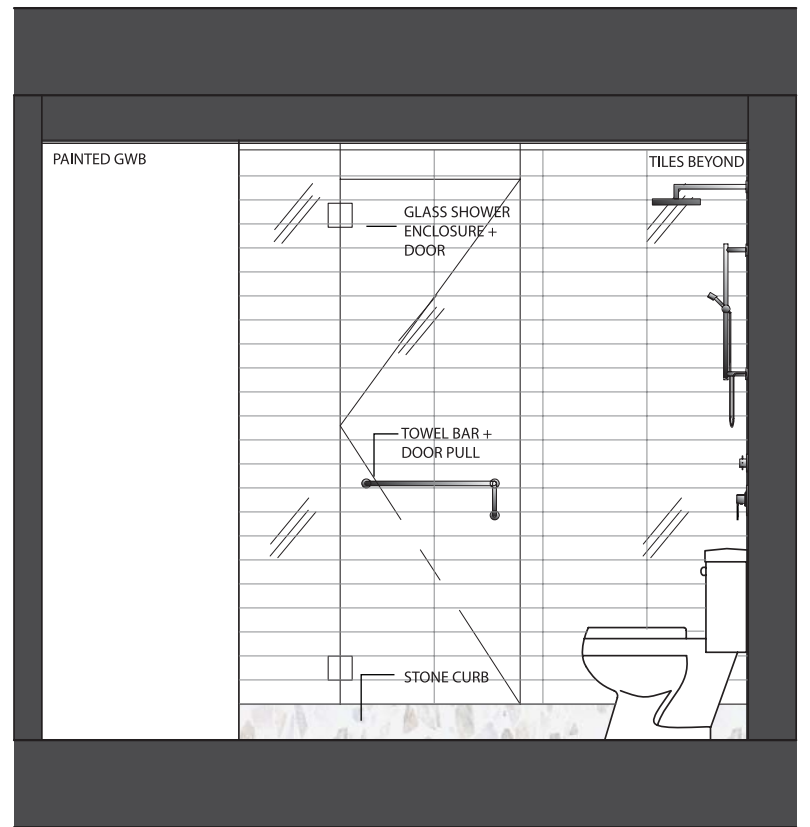 PAINTED GWB
TILES BEYOND
GLASS SHOWER
ENCLOSURE +
DOOR
TOWEL BAR +
DOOR PULL
STONE CURB